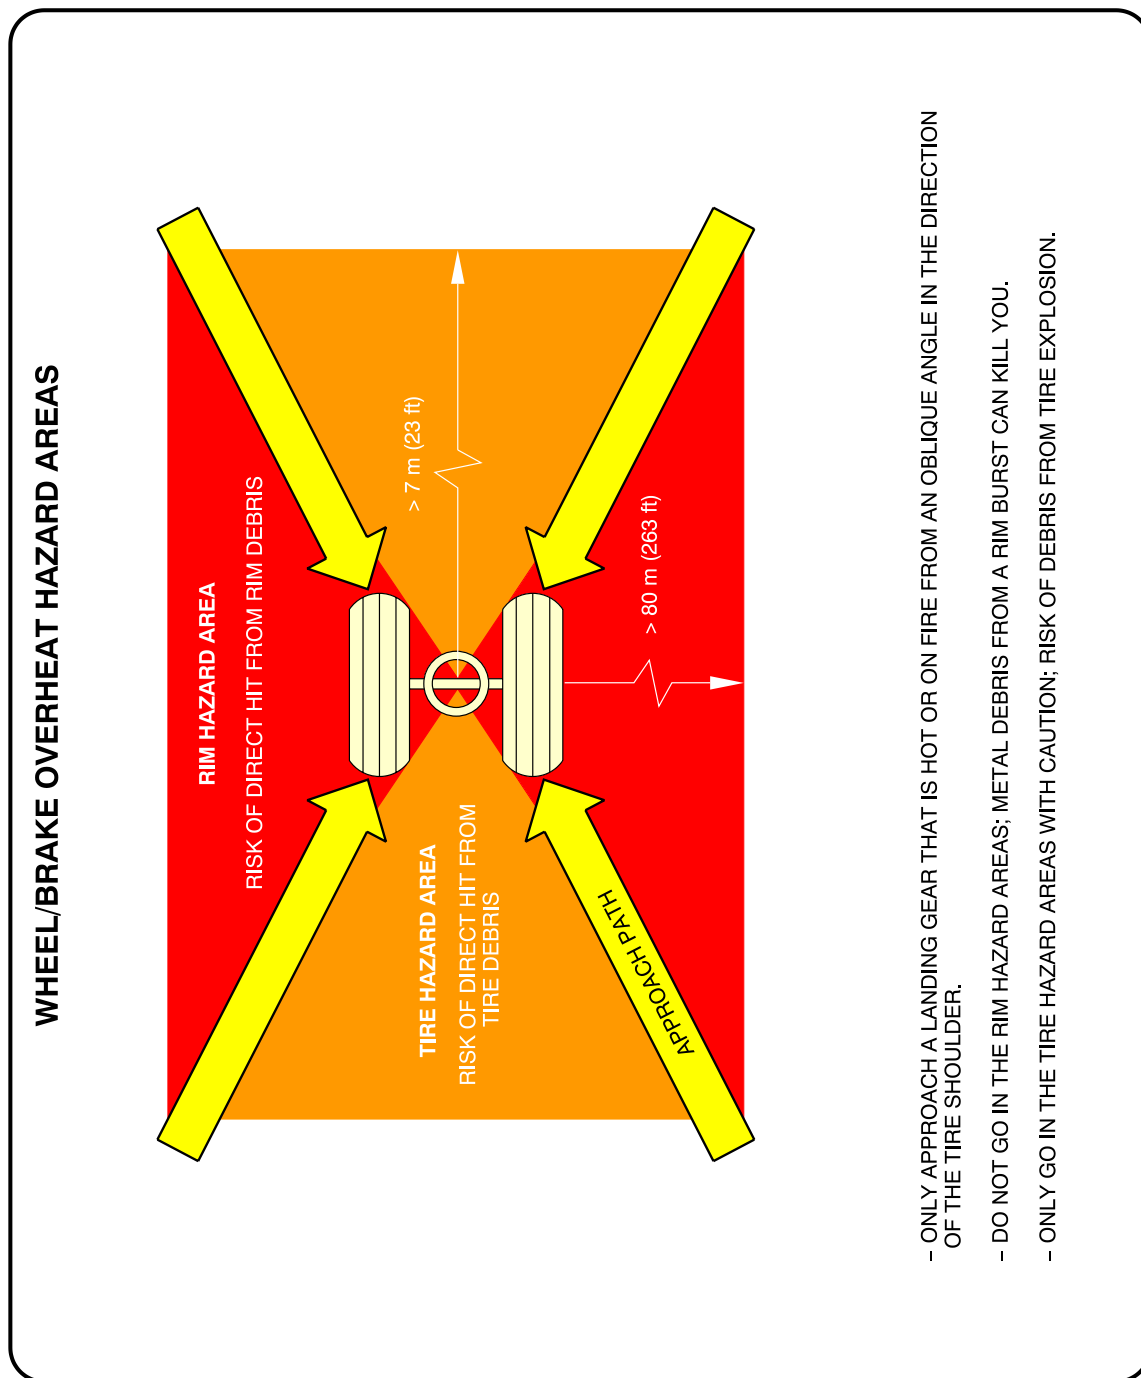 WHEEL/BRAKE OVERHEAT HAZARD AREAS
RIM HAZARD AREA
RISK OF DIRECT HIT FROM RIM DEBRIS
> 7 m (23 ft)
TIRE HAZARD AREA
RISK OF DIRECT HIT FROM
TIRE DEBRIS
> 80 m (263 ft)
APPROACH PATH
– ONLY APPROACH A LANDING GEAR THAT IS HOT OR ON FIRE FROM AN OBLIQUE ANGLE IN THE DIRECTION
OF THE TIRE SHOULDER.
– DO NOT GO IN THE RIM HAZARD AREAS; METAL DEBRIS FROM A RIM BURST CAN KILL YOU.
– ONLY GO IN THE TIRE HAZARD AREAS WITH CAUTION; RISK OF DEBRIS FROM TIRE EXPLOSION.